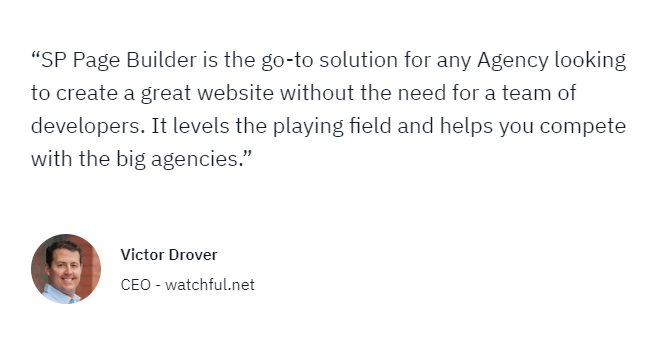 “SP Page Builder is the go-to solution for any Agency looking
to create a great website without the need for a team of
developers. It levels the playing field and helps you compete
with the big agencies.”
Victor Drover
CEO - watchful.net